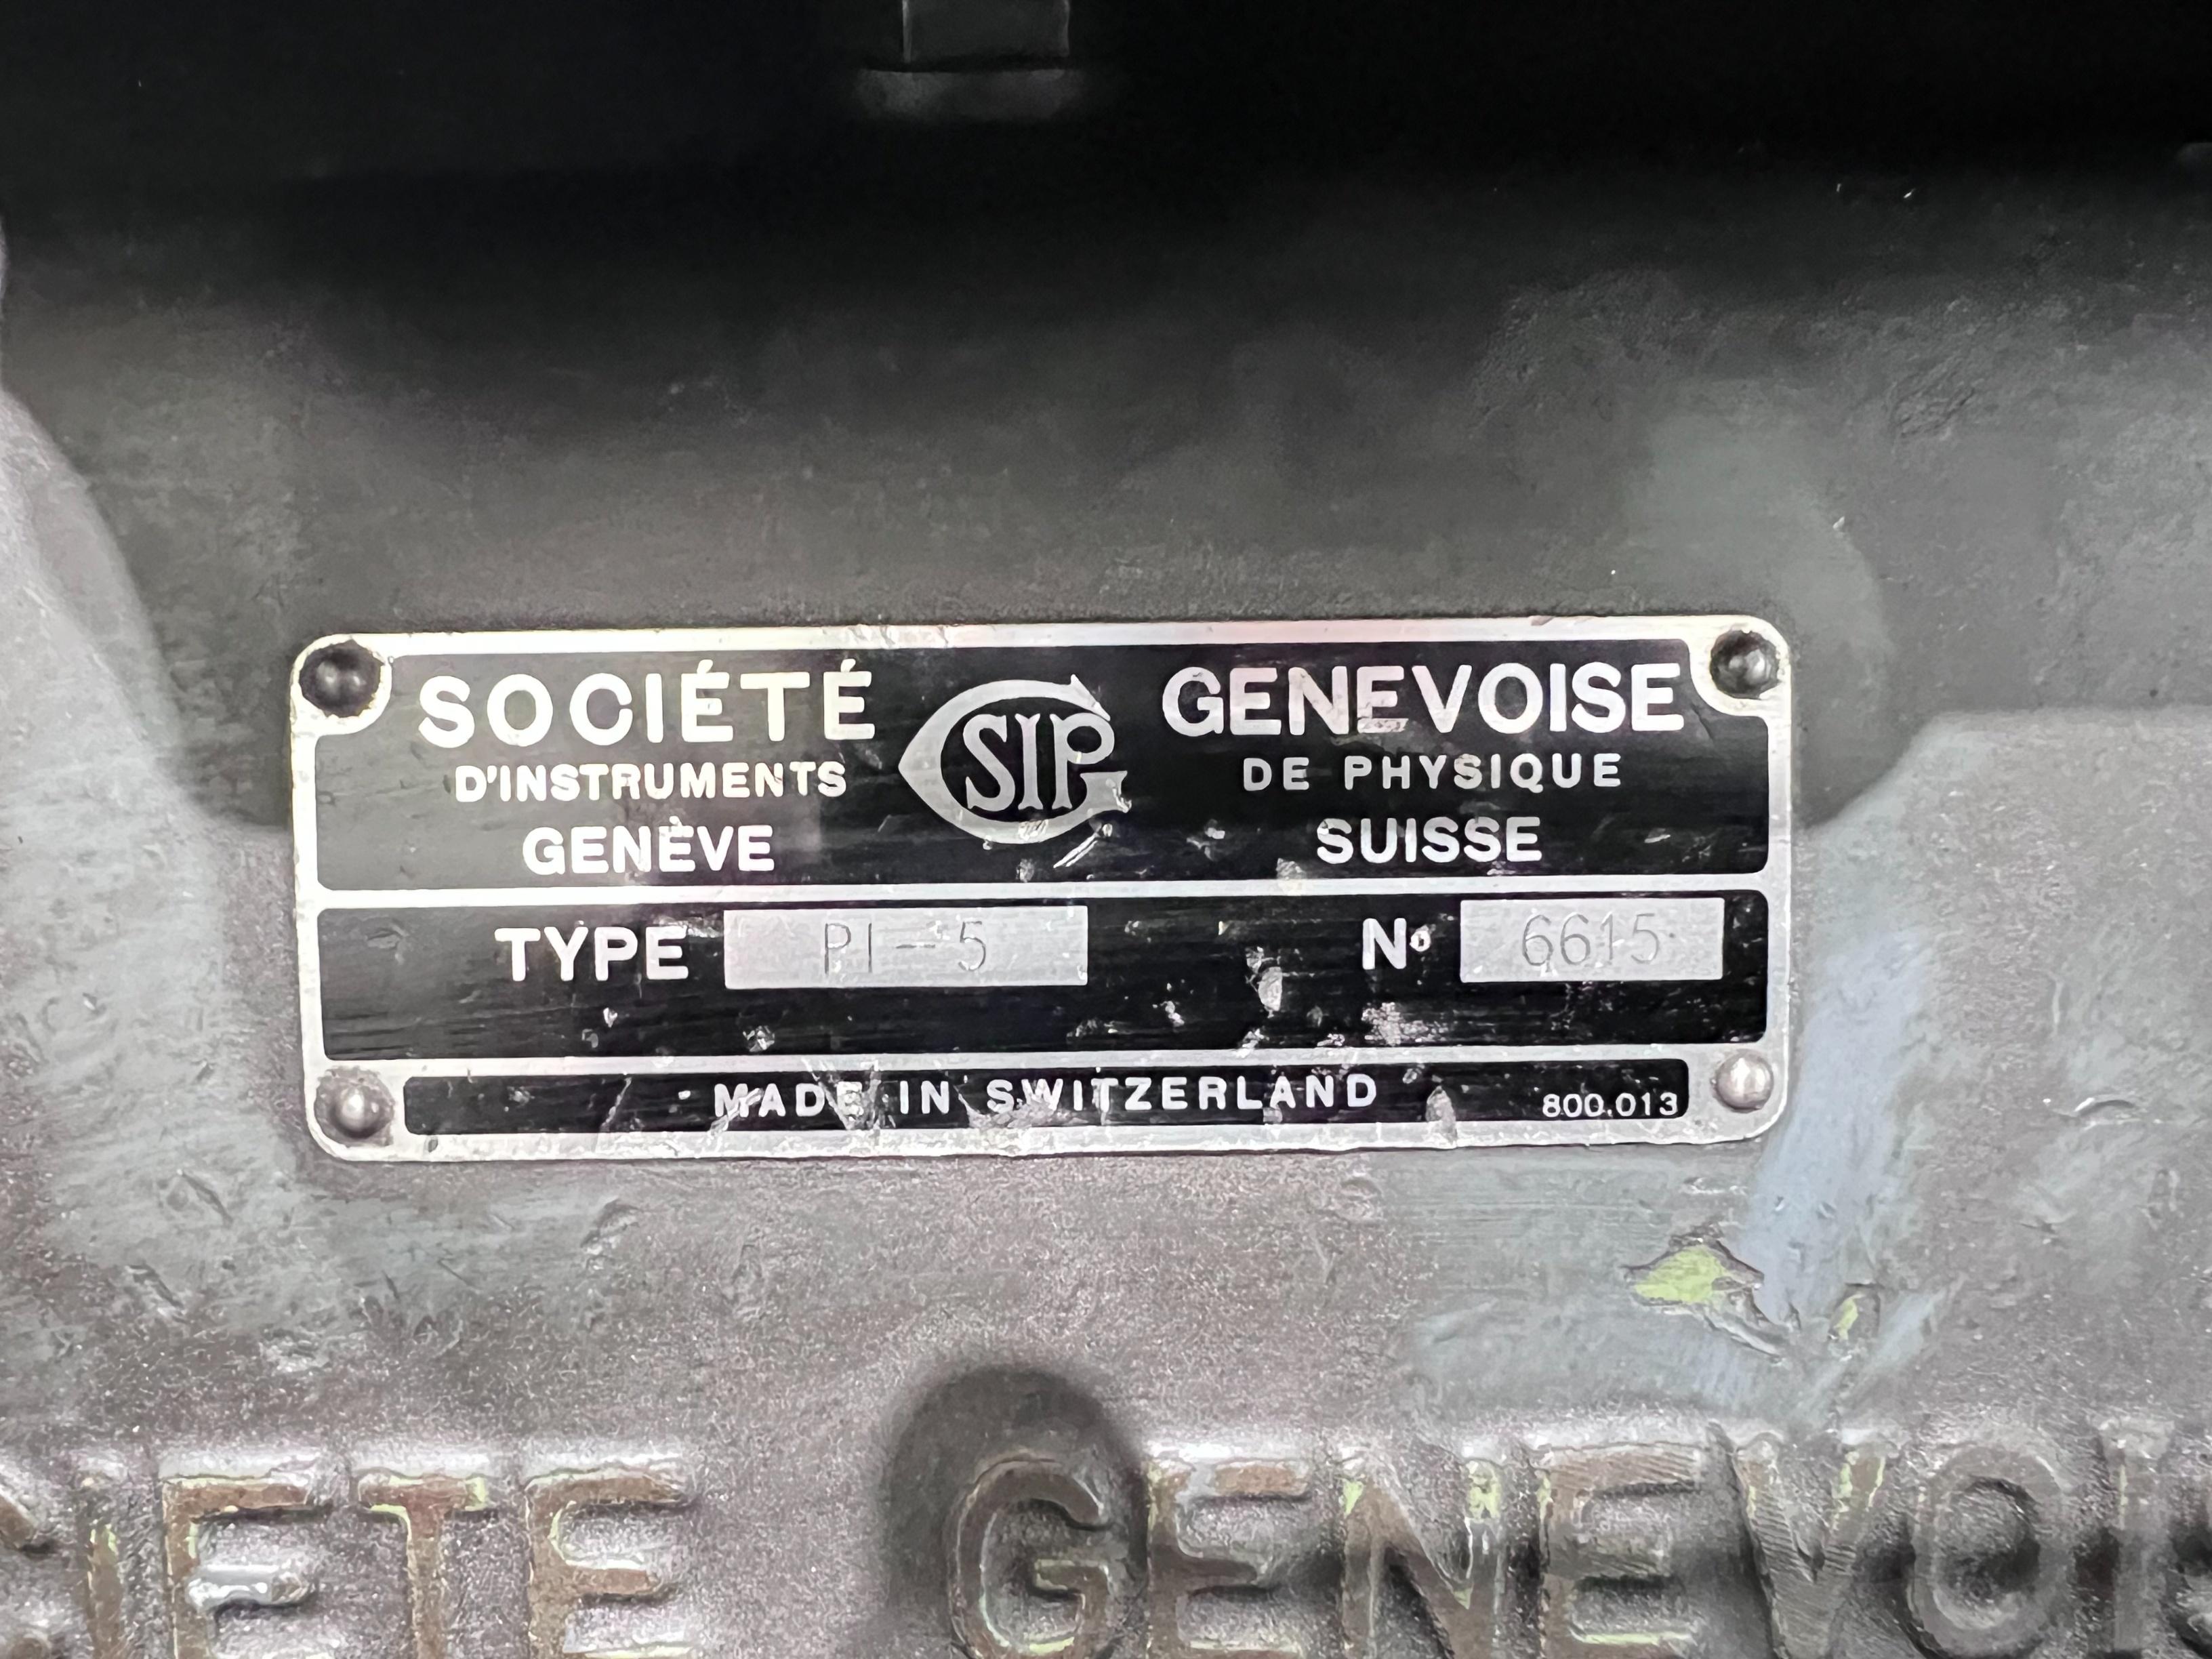 SOCIÉTÉ GENEVOISE
D'INSTRUMENTS DE PHYSIQUE
SIP
GENÈVE SUISSE
TYPE PI-5 No 6615
MADE IN SWITZERLAND 800.013
CIETE GENEVOIS